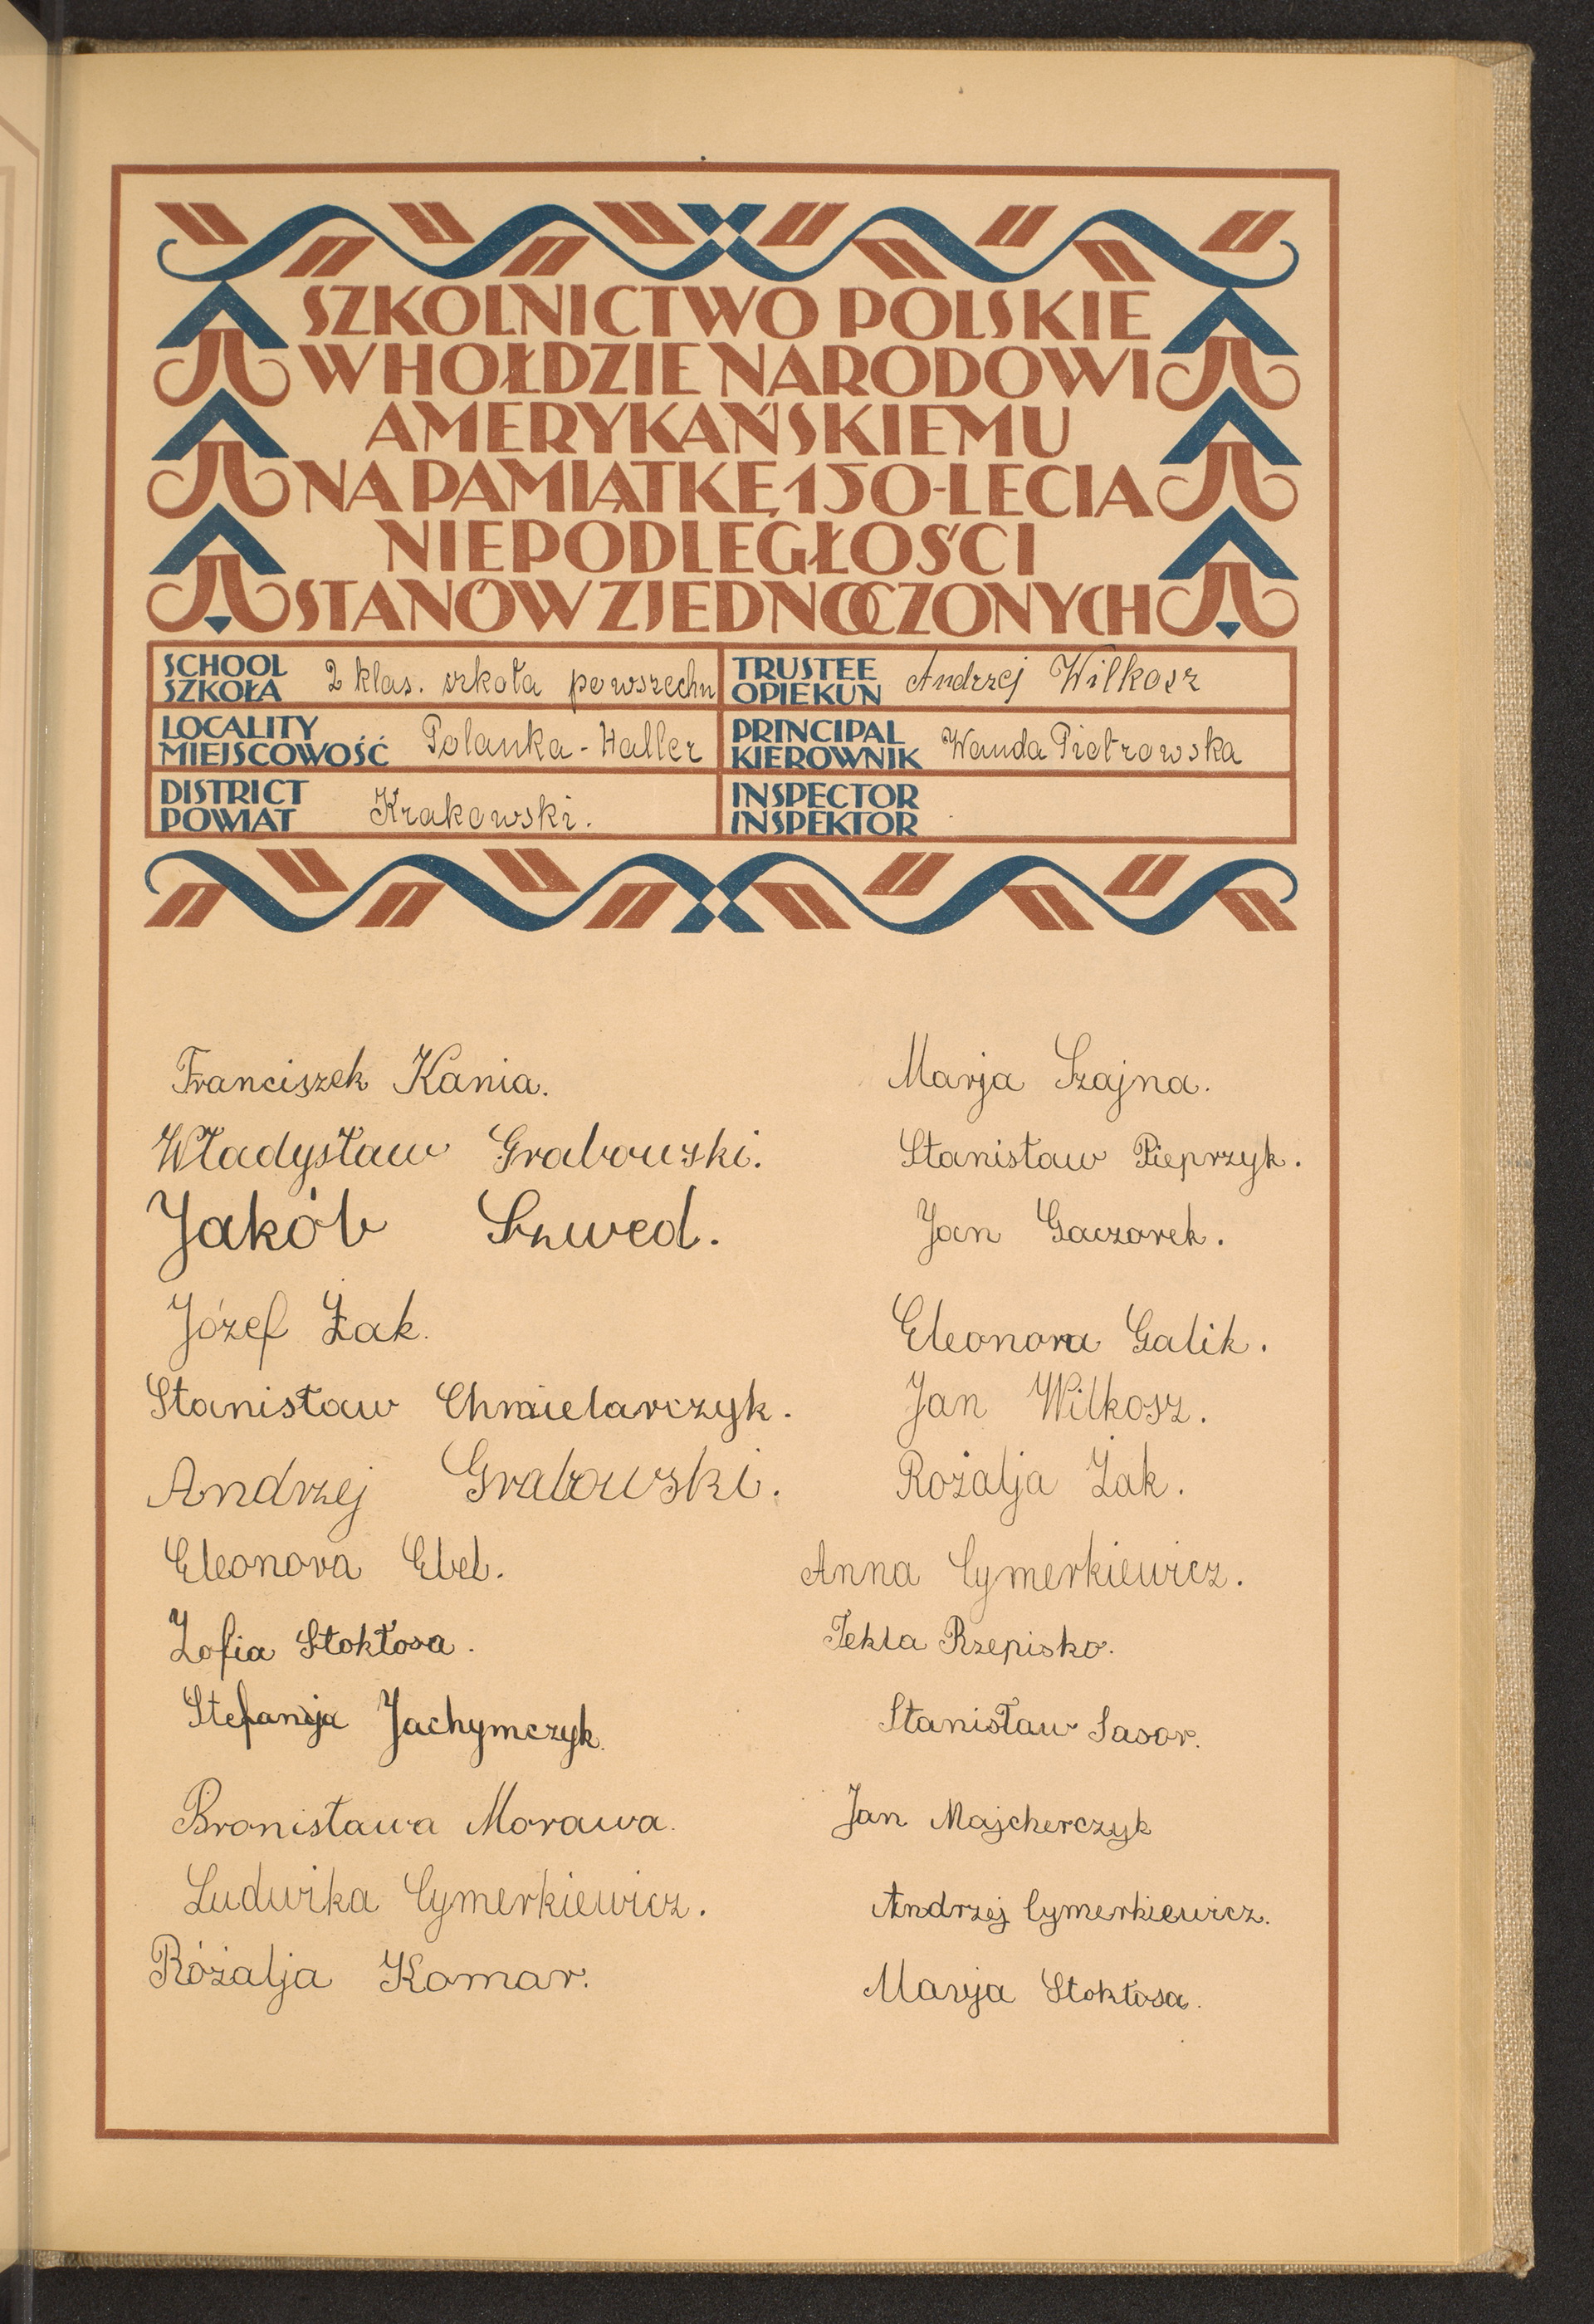 SZKOLNICTWO POLSKIE
W HOŁDZIE NARODOWI
AMERYKAŃSKIEMU
NA PAMIĄTKĘ 150-LECIA
NIEPODLEGŁOŚCI
STANÓW ZJEDNOCZONYCH
SCHOOL
SZKOŁA
2 klas. szkoła powszechn
TRUSTEE
OPIEKUN
Andrzej Wilkosz
LOCALITY
MIEJSCOWOŚĆ
Polanka-Haller
PRINCIPAL
KIEROWNIK
Wanda Piotrowska
DISTRICT
POWIAT
Krakowski.
INSPECTOR
INSPEKTOR
Franciszek Kania.
Władysław Grabowski.
Jakób Szwed.
Józef Żak.
Stanisław Chmielarczyk.
Andrzej Grabowski.
Eleonora Ebel.
Zofia Stokłosa.
Stefanja Jachymczyk.
Bronisława Morawa.
Ludwika Cymerkiewicz.
Różalja Komar.
Marja Szajna.
Stanisław Pieprzyk.
Jan Gaczorek.
Eleonora Galik.
Jan Wilkosz.
Rożalja Żak.
Anna Cymerkiewicz.
Tekla Rzepisko.
Stanisław Sasor.
Jan Majcherczyk
Andrzej Cymerkiewicz.
Marja Stokłosa.